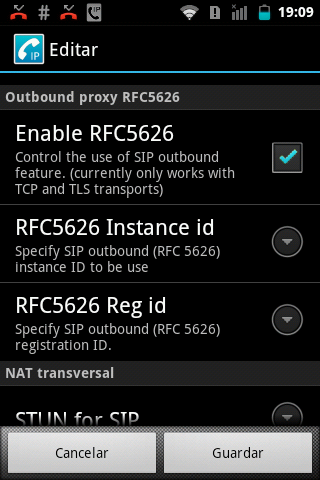 19:09
IP
Editar
Outbound proxy RFC5626
Enable RFC5626
Control the use of SIP outbound
feature. (currently only works with
TCP and TLS transports)
RFC5626 Instance id
Specify SIP outbound (RFC 5626)
instance ID to be use
RFC5626 Reg id
Specify SIP outbound (RFC 5626)
registration ID.
NAT transversal
STUN for SIP
Cancelar
Guardar